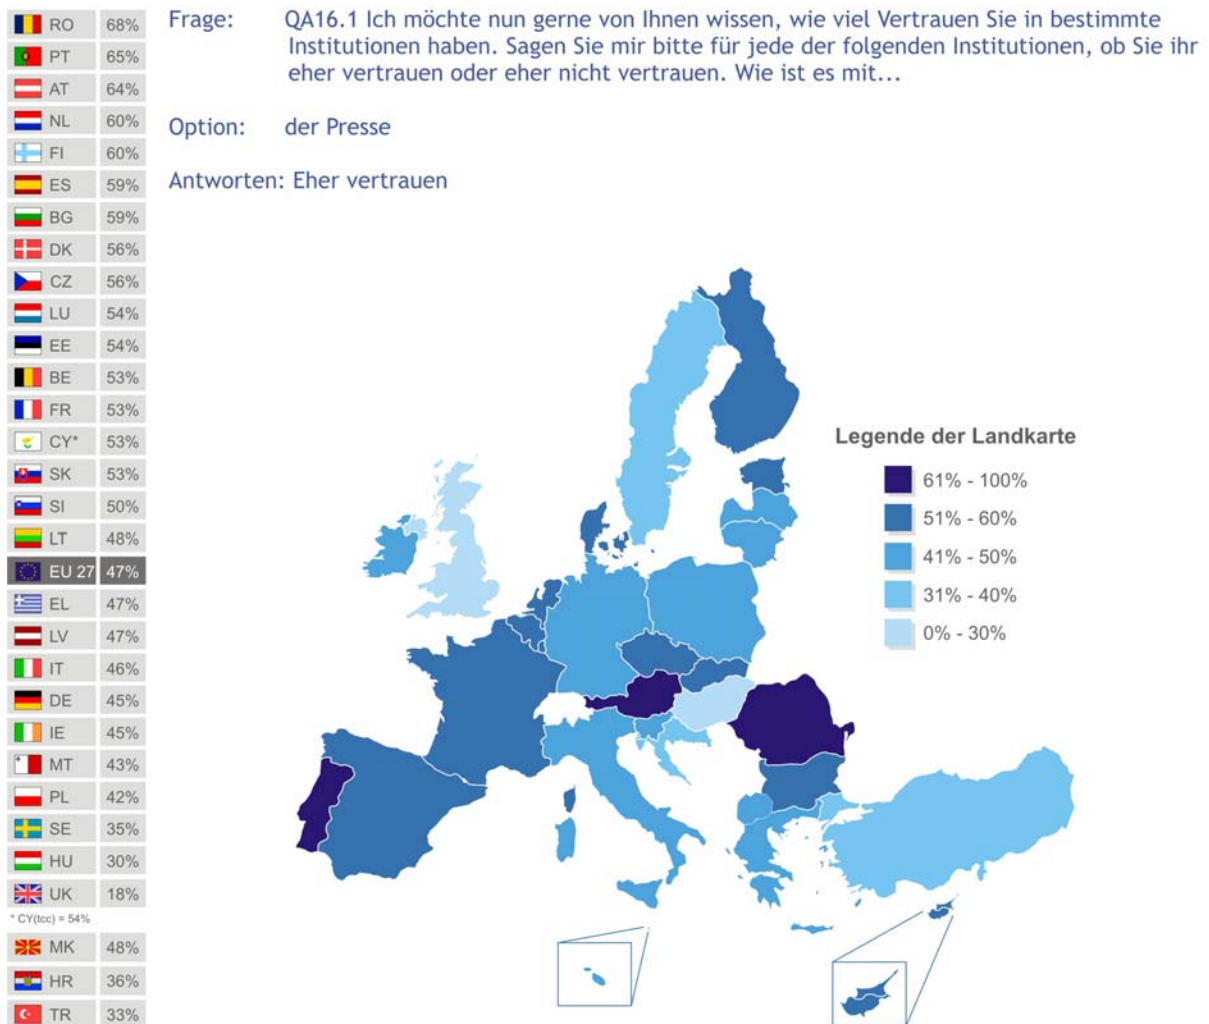 RO 68%
PT 65%
AT 64%
NL 60%
FI 60%
ES 59%
BG 59%
DK 56%
CZ 56%
LU 54%
EE 54%
BE 53%
FR 53%
CY* 53%
SK 53%
SI 50%
LT 48%
EU 27 47%
EL 47%
LV 47%
IT 46%
DE 45%
IE 45%
MT 43%
PL 42%
SE 35%
HU 30%
UK 18%
* CY(tcc) = 54%
MK 48%
HR 36%
TR 33%
Frage: QA16.1 Ich möchte nun gerne von Ihnen wissen, wie viel Vertrauen Sie in bestimmte
Institutionen haben. Sagen Sie mir bitte für jede der folgenden Institutionen, ob Sie ihr
eher vertrauen oder eher nicht vertrauen. Wie ist es mit...
Option: der Presse
Antworten: Eher vertrauen
Legende der Landkarte
61% - 100%
51% - 60%
41% - 50%
31% - 40%
0% - 30%